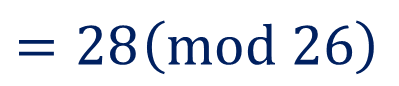 = 28(mod 26)